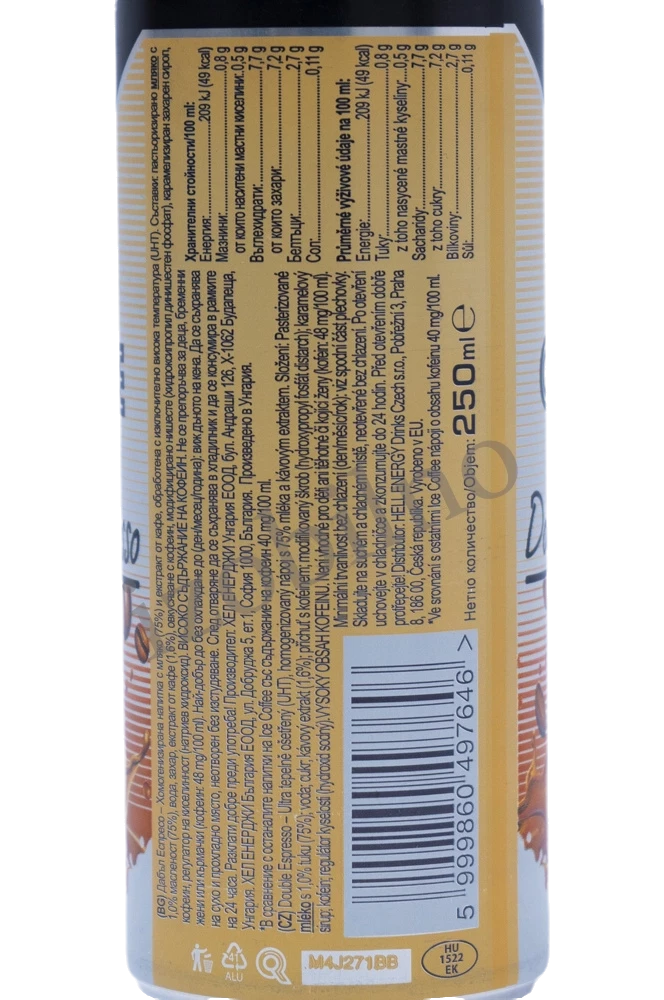 (BG) Дабъл Еспресо – Хомогенизирана напитка с мляко (75%) и екстракт от кафе, обработена с изключително висока температура (UHT). Съставки: пастьоризирано мляко с
1,0% масленост (75%), вода, захар, екстракт от кафе (1,6%), овкусяване с кофеин, модифицирано нишесте (хидроксипропил динишестен фосфат), карамелизиран захарен сироп,
кофеин, регулатор на киселинност (натриев хидроксид). ВИСОКО СЪДЪРЖАНИЕ НА КОФЕИН. Не се препоръчва за деца, бременни
жени или кърмачки (кофеин: 48 mg/100 ml). Най-добър до без охлаждане до (ден/месец/година): виж дъното на кена. Да се съхранява
на сухо и прохладно място, неотворен без изстудяване. След отваряне да се съхранява в хладилник и да се консумира в рамките
на 24 часа. Разклати добре преди употреба! Производител: ХЕЛ ЕНЕРДЖИ Унгария ЕООД, бул. Андраши 126, Х-1062 Будапеща,
Унгария. ХЕЛ ЕНЕРДЖИ България ЕООД, ул. Добруджа 5, ет.1, София 1000, България. Произведено в Унгария.
*В сравнение с останалите напитки на Ice Coffee със съдържание на кофеин 40 mg/100 ml.
(CZ) Double Espresso – Ultra tepelně ošetřený (UHT), homogenizovaný nápoj s 75% mléka a kávovým extraktem. Složení: Pasterizované
mléko s 1,0% tuku (75%); voda; cukr; kávový extrakt (1,6%); příchuť s kofeinem; modifikovaný škrob (hydroxypropyl fosfát distarch); karamelový
sirup; kofein; regulátor kyselosti (hydroxid sodný). VYSOKÝ OBSAH KOFEINU. Není vhodné pro děti ani těhotné či kojící ženy (kofein: 48 mg/100 ml).
Minimální trvanlivost bez chlazení (den/měsíc/rok): viz spodní část plechovky.
Skladujte na suchém a chladném místě, neotevřené bez chlazení. Po otevření
uchovejte v chladničce a zkonzumujte do 24 hodin. Před otevřením dobře
protřepejte! Distributor: HELL ENERGY Drinks Czech s.r.o., Pobřežní 3, Praha
8, 186 00, Česká republika. Vyrobeno v EU.
*Ve srovnání s ostatními Ice Coffee nápoji o obsahu kofeinu 40 mg/100 ml.
Хранителни стойности/100 ml:
Енергия:.....209 kJ (49 kcal)
Мазнини:.....0,8 g
от които наситени мастни киселини:..0,5 g
Въглехидрати:.....7,7 g
от които захари:.....7,2 g
Белтъци:.....2,7 g
Сол:.....0,11 g
Průměrné výživové údaje na 100 ml:
Energie:.....209 kJ (49 kcal)
Tuky:.....0,8 g
z toho nasycené mastné kyseliny:..0,5 g
Sacharidy:.....7,7 g
z toho cukry:.....7,2 g
Bílkoviny:.....2,7 g
Sůl:.....0,11 g
Нетно количество/Objem: 250 ml e
5 999860 497646 >
41
ALU
M4J271BB
HU
1522
EK